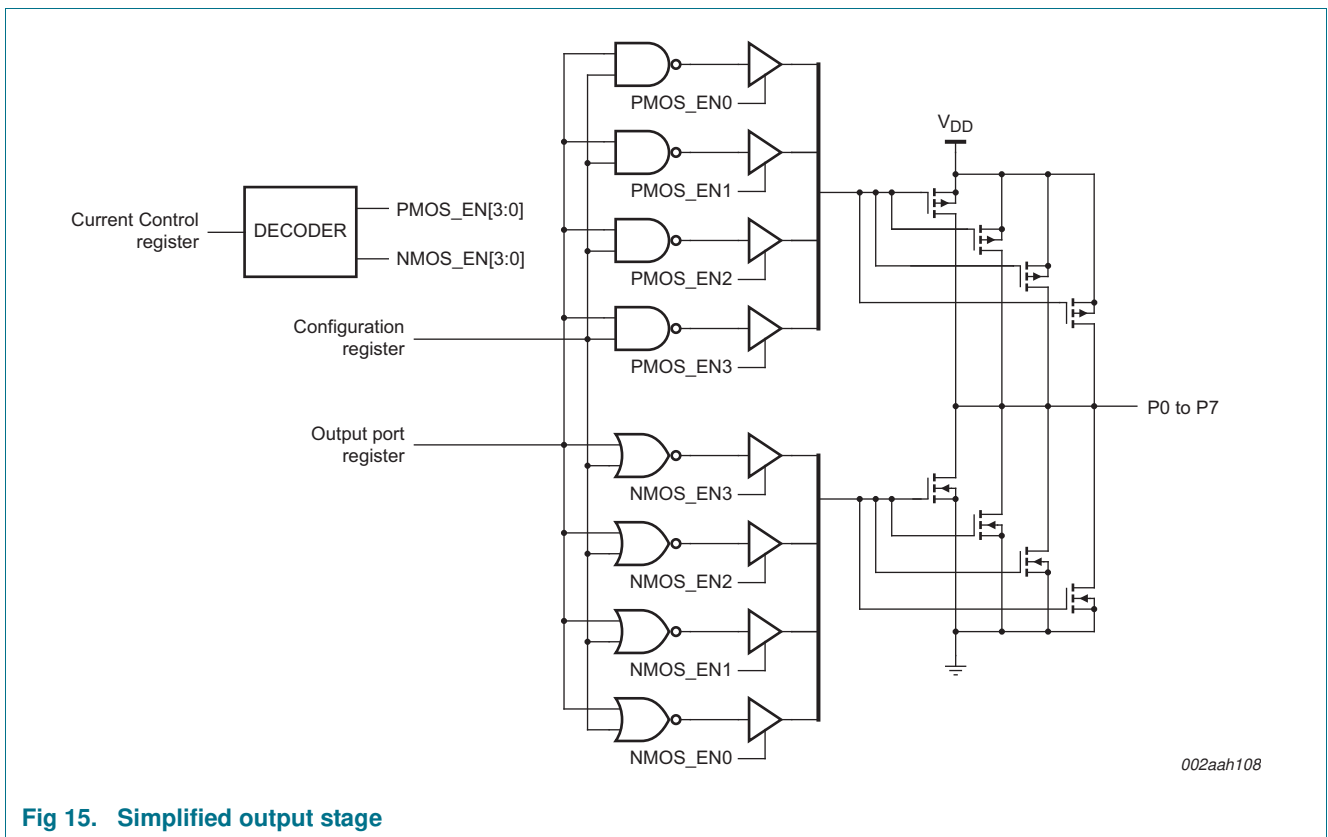 PMOS_EN0
PMOS_EN1
PMOS_EN2
PMOS_EN3
Current Control
register
DECODER
PMOS_EN[3:0]
NMOS_EN[3:0]
Configuration
register
Output port
register
NMOS_EN3
NMOS_EN2
NMOS_EN1
NMOS_EN0
VDD
P0 to P7
002aah108
Fig 15. Simplified output stage